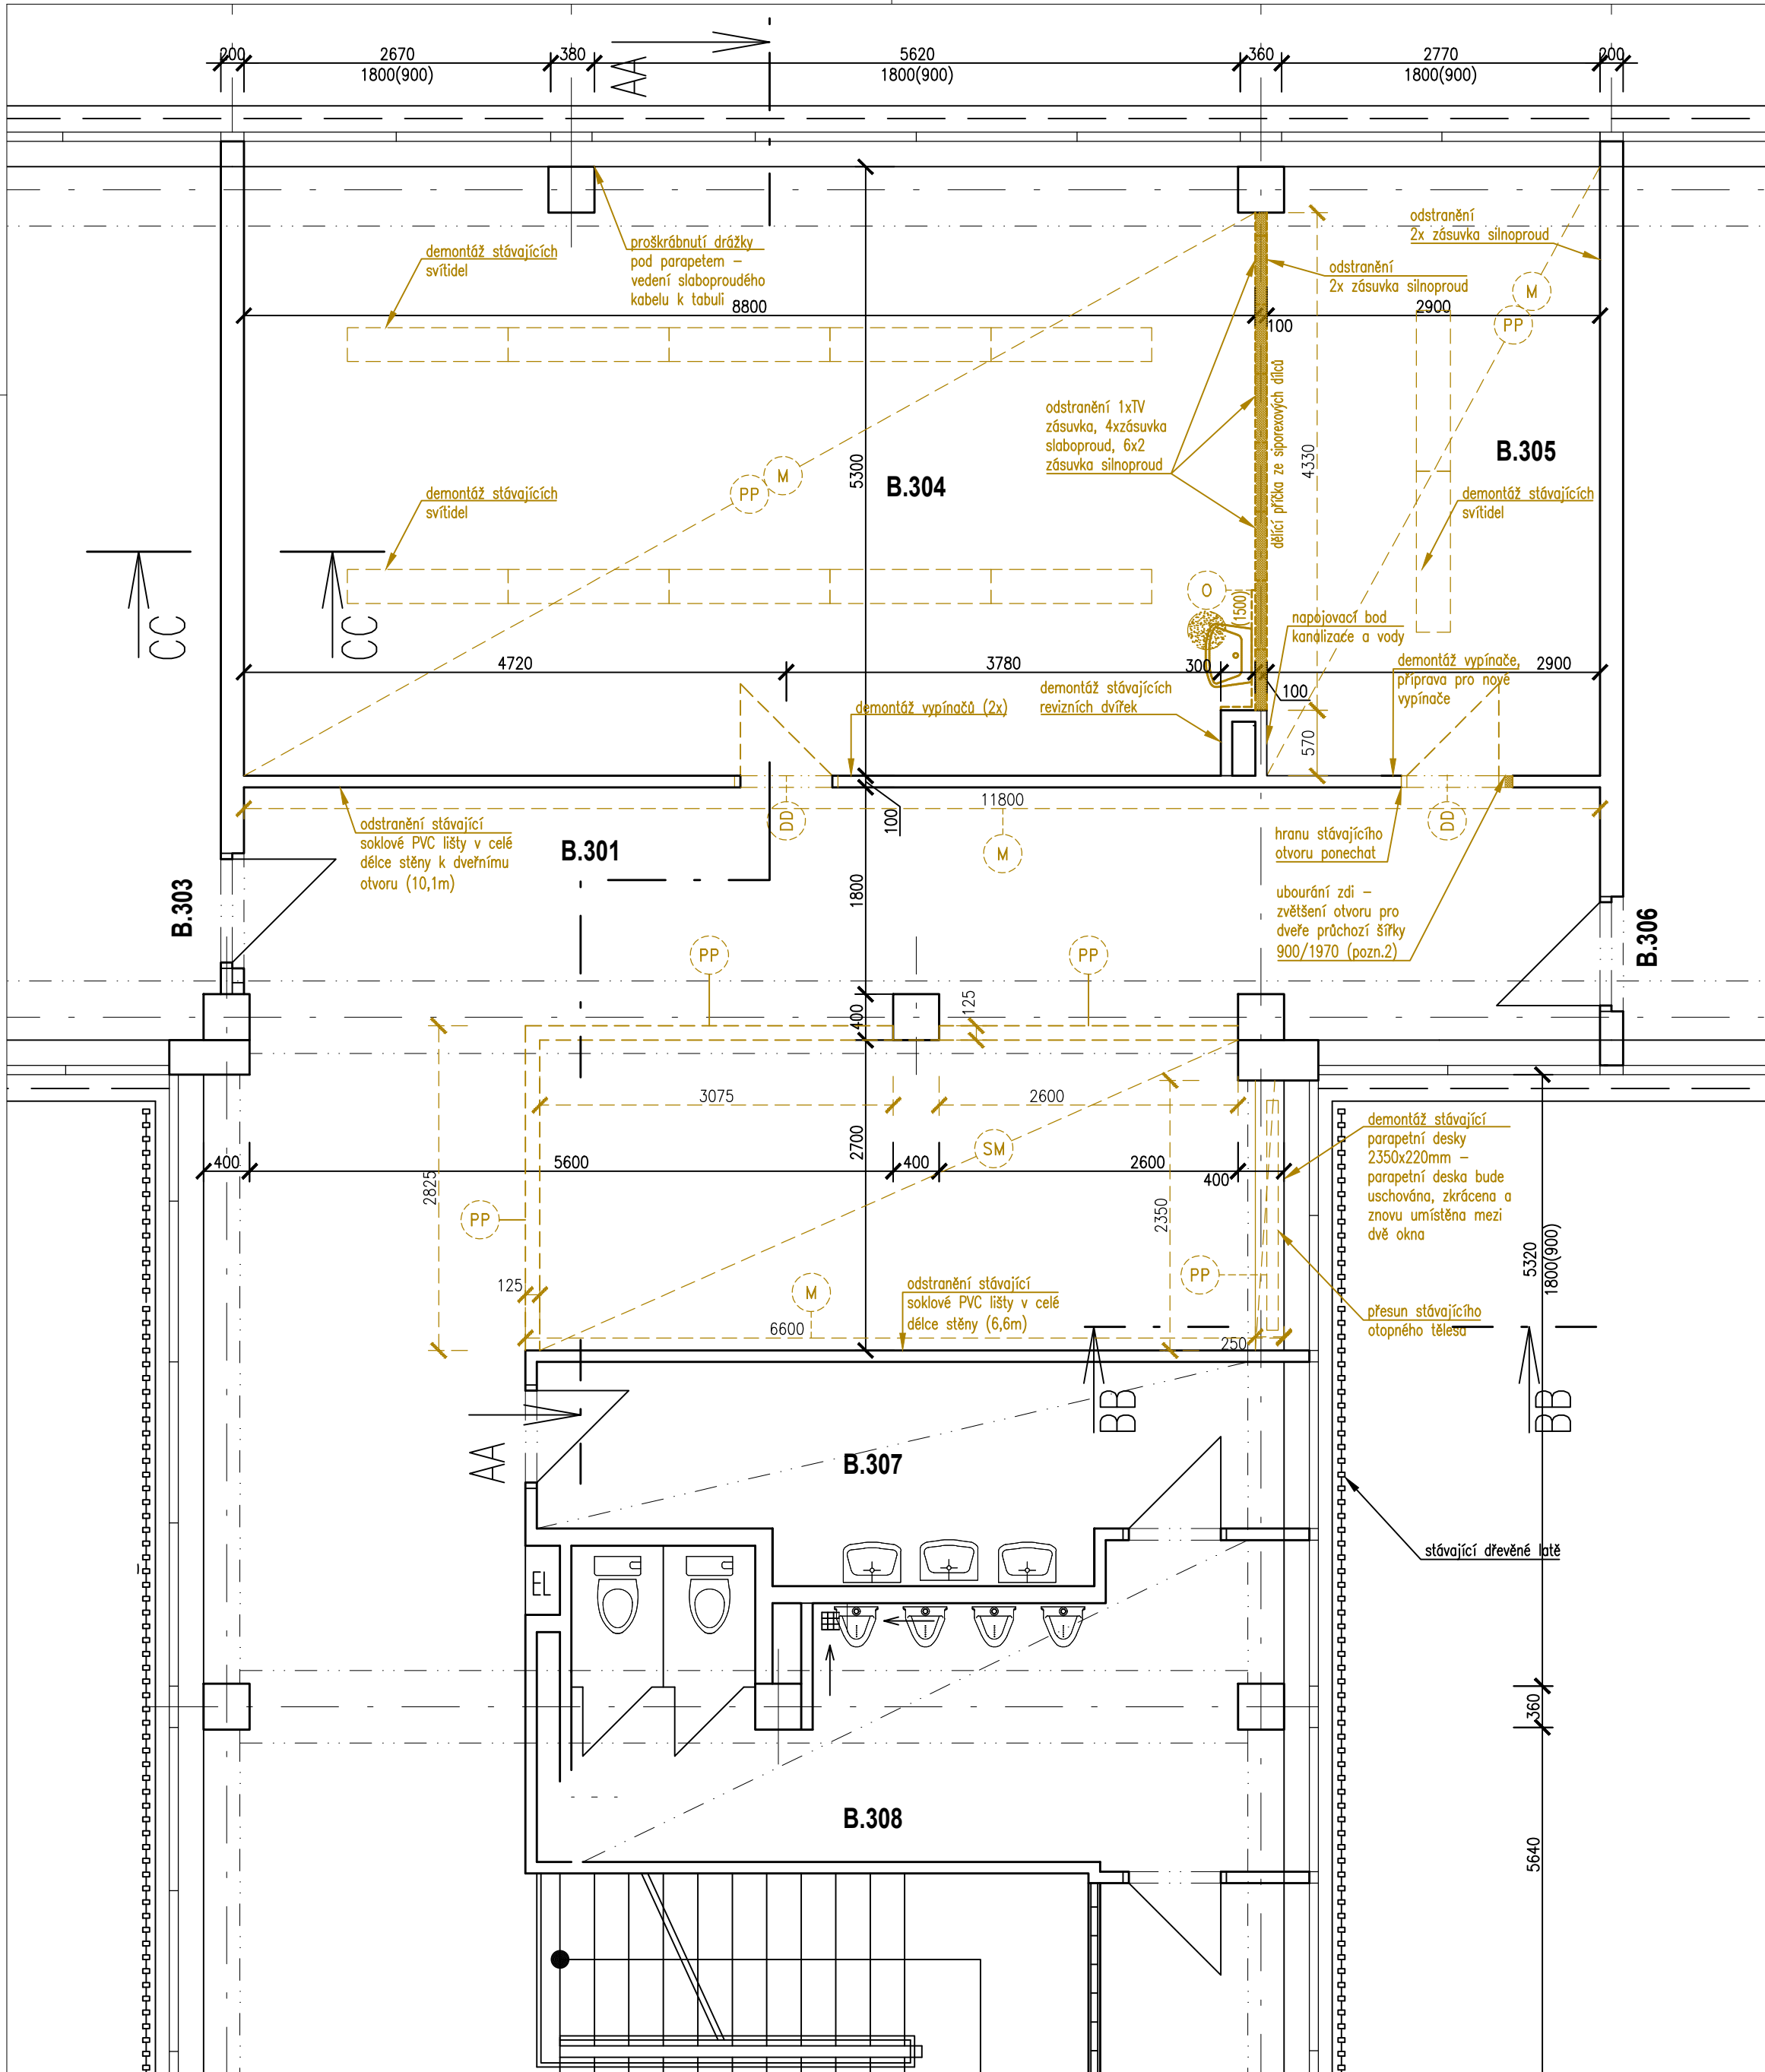 200
2670
1800(900)
380
AA
5620
1800(900)
360
2770
1800(900)
200
demontáž stávajících
svítidel
proškrábnutí drážky
pod parapetem –
vedení slaboproudého
kabelu k tabuli
odstranění
2x zásuvka silnoproud
odstranění
2x zásuvka silnoproud
M
PP
8800
100
2900
odstranění 1xTV
zásuvka, 4xzásuvka
slaboproud, 6x2
zásuvka silnoproud
dělící příčka ze siporexových dílců
4330
5300
B.304
B.305
PP
M
demontáž stávajících
svítidel
demontáž stávajících
svítidel
CC
CC
O
(1500)
napojovací bod
kanalizace a vody
4720
3780
300
100
2900
demontáž stávajících
revizních dvířek
demontáž vypínačů (2x)
demontáž vypínače,
příprava pro nové
vypínače
570
11800
100
DD
DD
M
odstranění stávající
soklové PVC lišty v celé
délce stěny k dveřnímu
otvoru (10,1m)
B.301
B.303
1800
hranu stávajícího
otvoru ponechat
ubourání zdi –
zvětšení otvoru pro
dveře průchozí šířky
900/1970 (pozn.2)
B.306
PP
PP
400
125
3075
2600
2825
2700
SM
2350
400
5600
400
2600
400
demontáž stávající
parapetní desky
2350x220mm –
parapetní deska bude
uschována, zkrácena a
znovu umístěna mezi
dvě okna
PP
PP
125
M
6600
odstranění stávající
soklové PVC lišty v celé
délce stěny (6,6m)
250
přesun stávajícího
otopného tělesa
5320
1800(900)
AA
BB
BB
B.307
stávající dřevěné latě
EL
360
B.308
5640